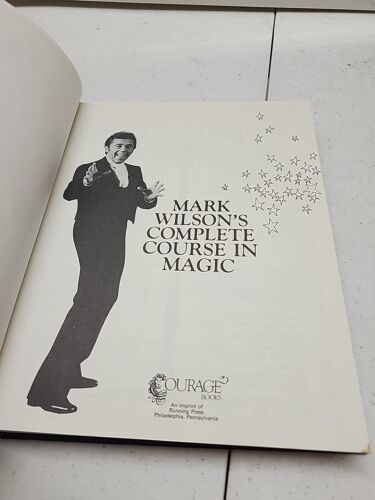 MARK
WILSON'S
COMPLETE
COURSE IN
MAGIC
COURAGE
BOOKS
An Imprint of
Running Press
Philadelphia, Pennsylvania